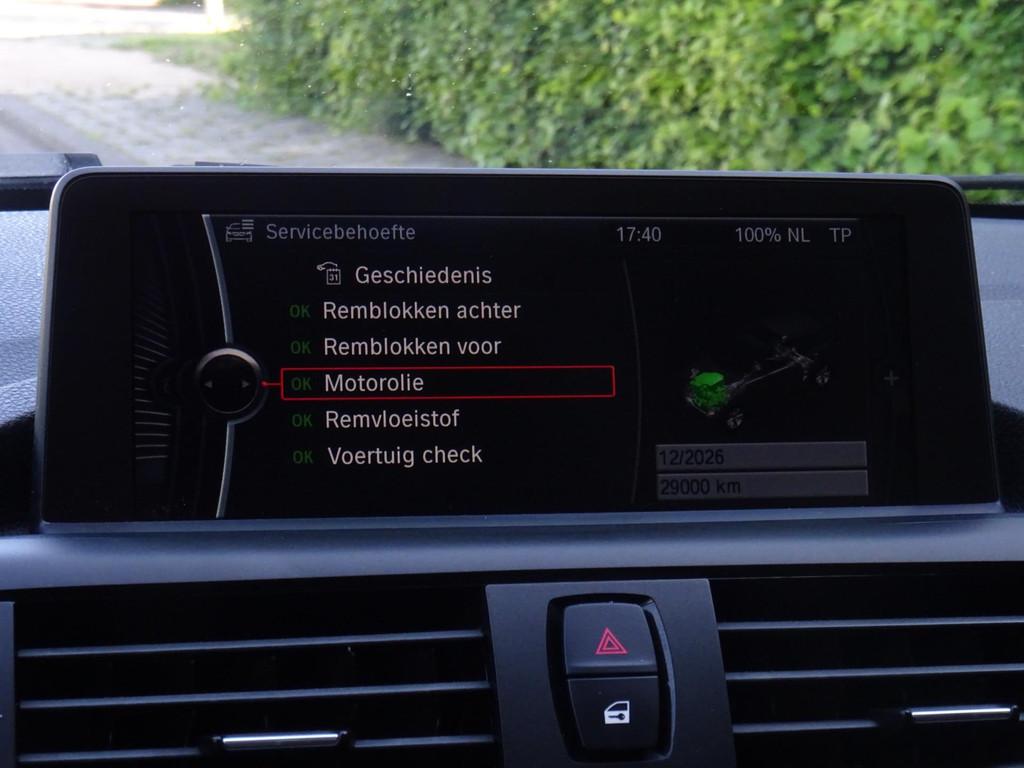 Servicebehoefte 17:40 100% NL TP
31 Geschiedenis
OK Remblokken achter
OK Remblokken voor
OK Motorolie
OK Remvloeistof
OK Voertuig check
12/2026
29000 km